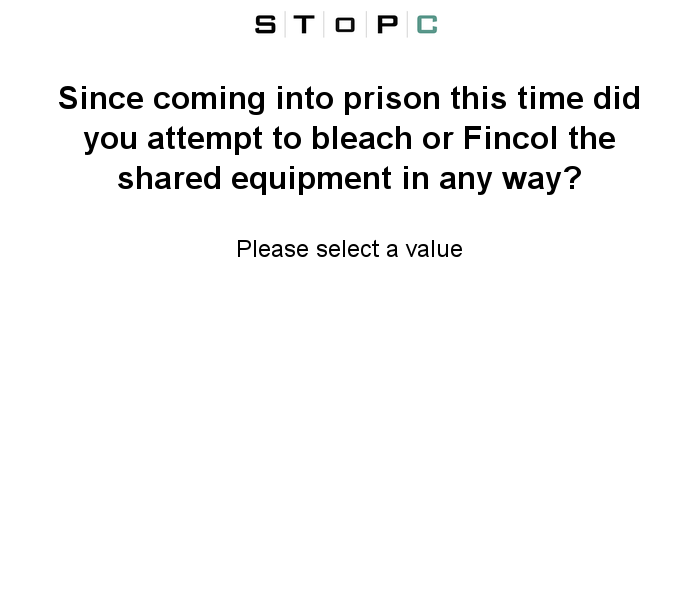 SToPC
Since coming into prison this time did
you attempt to bleach or Fincol the
shared equipment in any way?
Please select a value